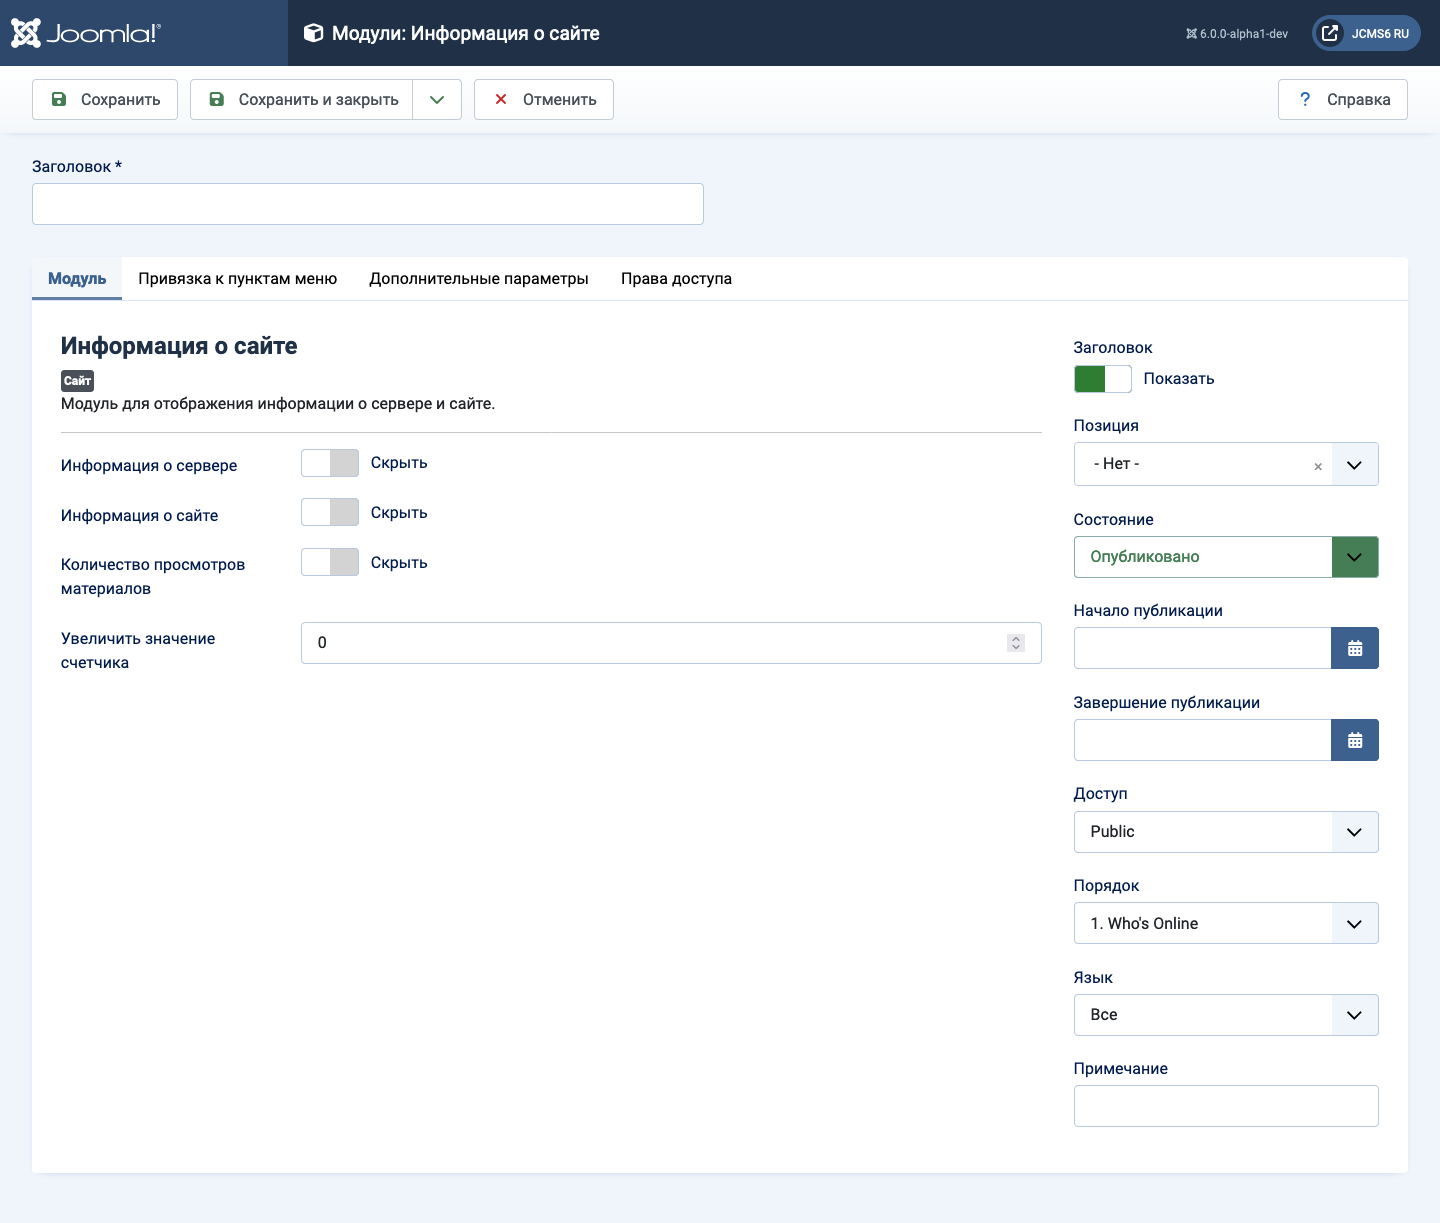 Joomla!®
Модули: Информация о сайте
6.0.0-alpha1-dev
JCMS6 RU
Сохранить
Сохранить и закрыть
Отменить
? Справка
Заголовок *
Модуль
Привязка к пунктам меню
Дополнительные параметры
Права доступа
Информация о сайте
Сайт
Модуль для отображения информации о сервере и сайте.
Информация о сервере
Скрыть
Информация о сайте
Скрыть
Количество просмотров
материалов
Скрыть
Увеличить значение
счетчика
0
Заголовок
Показать
Позиция
- Нет -
×
Состояние
Опубликовано
Начало публикации
Завершение публикации
Доступ
Public
Порядок
1. Who's Online
Язык
Все
Примечание